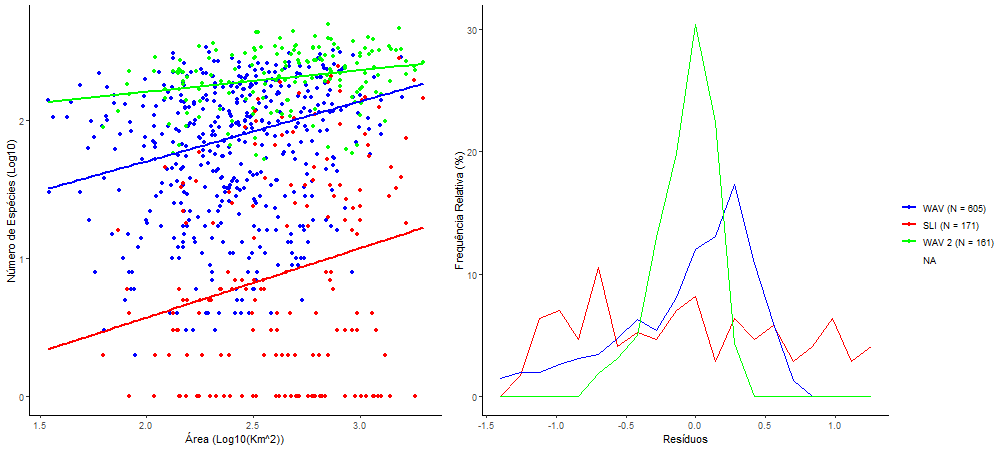 Número de Espécies (Log10)
2
1
0
1.5
2.0
2.5
3.0
Área (Log10(Km^2))
Frequência Relativa (%)
30
20
10
0
-1.5
-1.0
-0.5
0.0
0.5
1.0
Resíduos
WAV (N = 605)
SLI (N = 171)
WAV 2 (N = 161)
NA